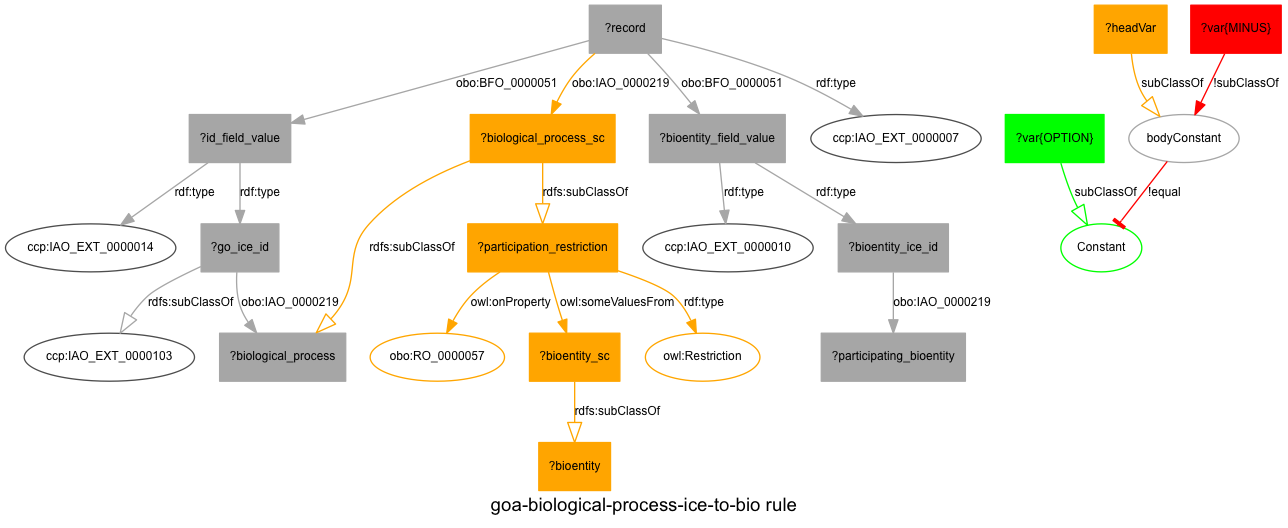 ?record
?headVar
?var{MINUS}
obo:BFO_0000051
obo:IAO_0000219
obo:BFO_0000051
rdf:type
subClassOf
!subClassOf
?id_field_value
?biological_process_sc
?bioentity_field_value
ccp:IAO_EXT_0000007
?var{OPTION}
bodyConstant
rdf:type
rdf:type
rdfs:subClassOf
rdf:type
rdf:type
subClassOf
!equal
ccp:IAO_EXT_0000014
?go_ice_id
rdfs:subClassOf
?participation_restriction
ccp:IAO_EXT_0000010
?bioentity_ice_id
Constant
rdfs:subClassOf
obo:IAO_0000219
owl:onProperty
owl:someValuesFrom
rdf:type
obo:IAO_0000219
ccp:IAO_EXT_0000103
?biological_process
obo:RO_0000057
?bioentity_sc
owl:Restriction
?participating_bioentity
rdfs:subClassOf
?bioentity
goa-biological-process-ice-to-bio rule